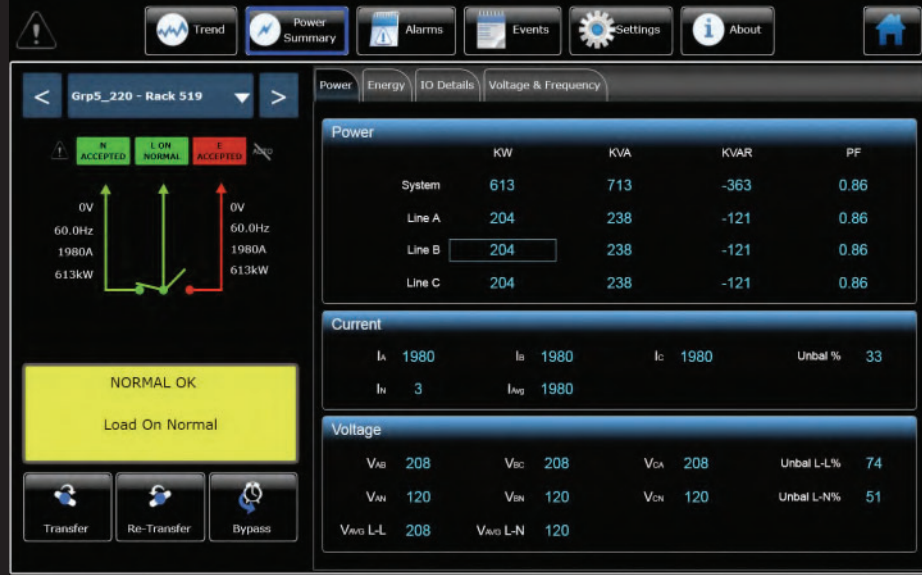 Trend Power Summary Alarms Events Settings About
< Grp5_220 - Rack 519 >
N ACCEPTED
L ON NORMAL
E ACCEPTED
AUTO
0V 0V
60.0Hz 60.0Hz
1980A 1980A
613kW 613kW
NORMAL OK
Load On Normal
Transfer Re-Transfer Bypass
Power Energy IO Details Voltage & Frequency
Power
KW KVA KVAR PF
System 613 713 -363 0.86
Line A 204 238 -121 0.86
Line B 204 238 -121 0.86
Line C 204 238 -121 0.86
Current
IA 1980 IB 1980 IC 1980 Unbal % 33
IN 3 IAvg 1980
Voltage
VAB 208 VBC 208 VCA 208 Unbal L-L% 74
VAN 120 VBN 120 VCN 120 Unbal L-N% 51
VAVG L-L 208 VAVG L-N 120